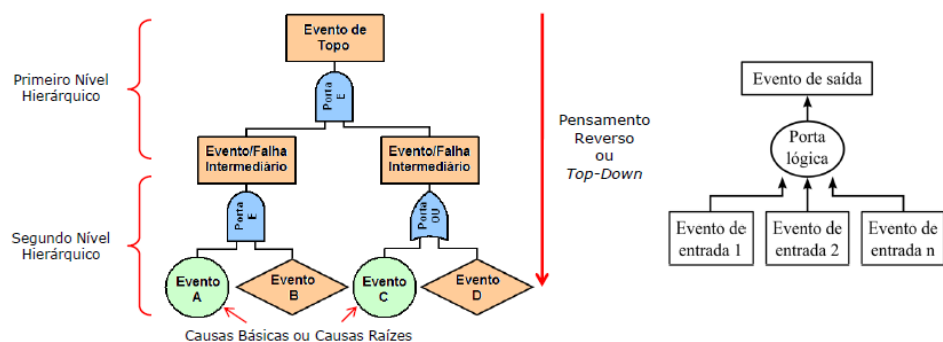 Evento de
Topo
Primeiro Nível
Hierárquico
Porta
E
Evento/Falha
Intermediário
Evento/Falha
Intermediário
Segundo Nível
Hierárquico
Porta
E
Porta
OU
Evento
A
Evento
B
Evento
C
Evento
D
Causas Básicas ou Causas Raízes
Pensamento
Reverso
ou
Top-Down
Evento de saída
Porta
lógica
Evento de
entrada 1
Evento de
entrada 2
Evento de
entrada n